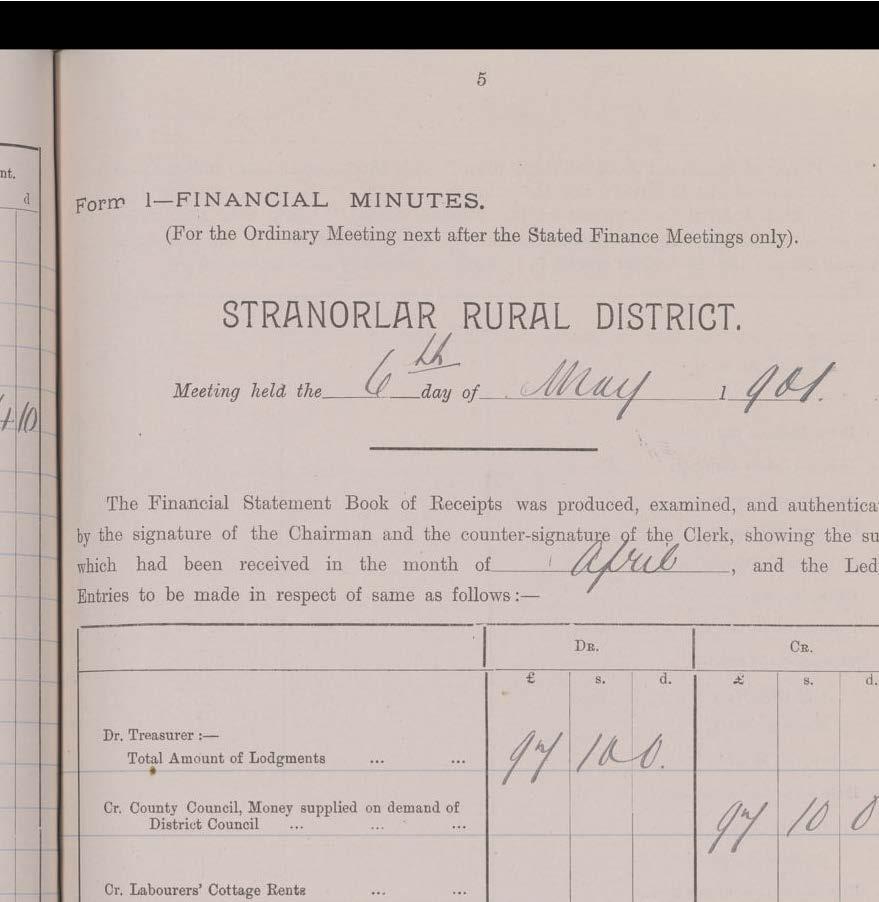 5
nt.
d
Form 1—FINANCIAL MINUTES.
(For the Ordinary Meeting next after the Stated Finance Meetings only).
STRANORLAR RURAL DISTRICT.
Meeting held the 6th day of May 1901.
10
The Financial Statement Book of Receipts was produced, examined, and authentica
by the signature of the Chairman and the counter-signature of the Clerk, showing the su
which had been received in the month of April, and the Led
Entries to be made in respect of same as follows:—
DR. CR.
£ s. d. £ s. d.
Dr. Treasurer :—
Total Amount of Lodgments ... ... 97 10 0.
Cr. County Council, Money supplied on demand of
District Council ... ... ... 97 10 0
Cr. Labourers' Cottage Rents ... ...